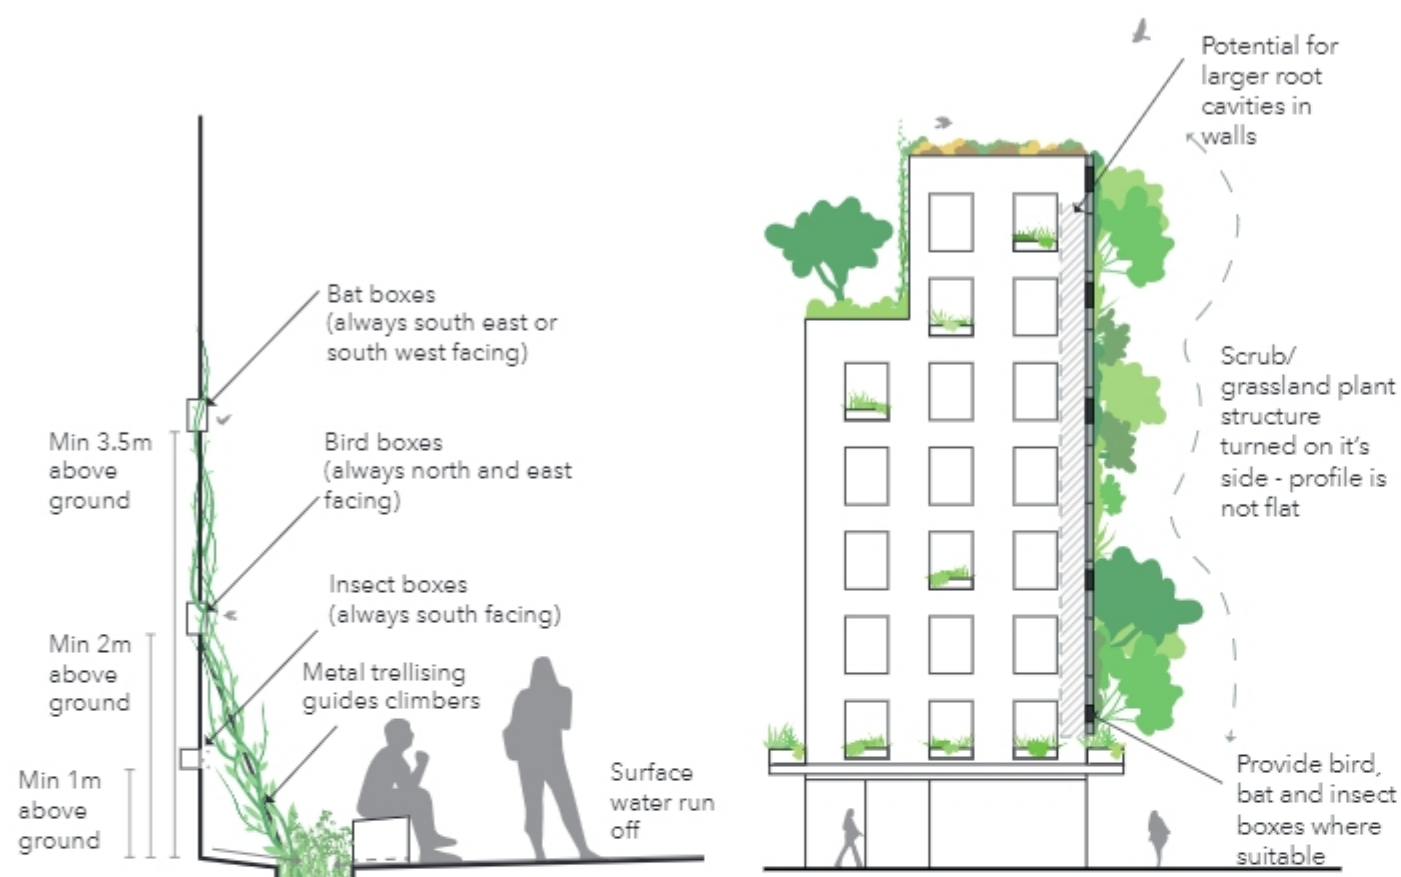 Bat boxes
(always south east or
south west facing)
Min 3.5m
above
ground
Bird boxes
(always north and east
facing)
Insect boxes
(always south facing)
Min 2m
above
ground
Metal trellising
guides climbers
Min 1m
above
ground
Surface
water run
off
Potential for
larger root
cavities in
walls
Scrub/
grassland plant
structure
turned on it's
side - profile is
not flat
Provide bird,
bat and insect
boxes where
suitable